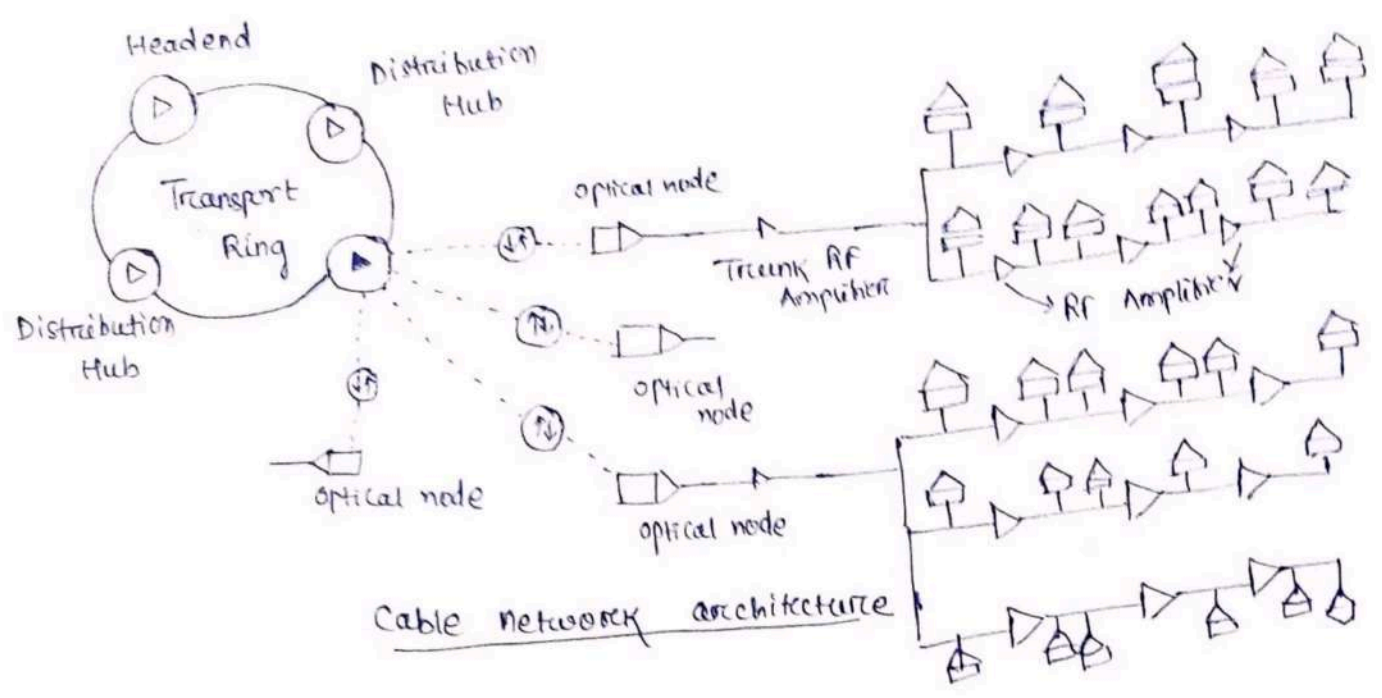 Headend
Distribution
Hub
Transport
Ring
Distribution
Hub
optical node
Trunk RF
Amplifier
RF Amplifier
optical
node
optical node
optical node
Cable network architecture